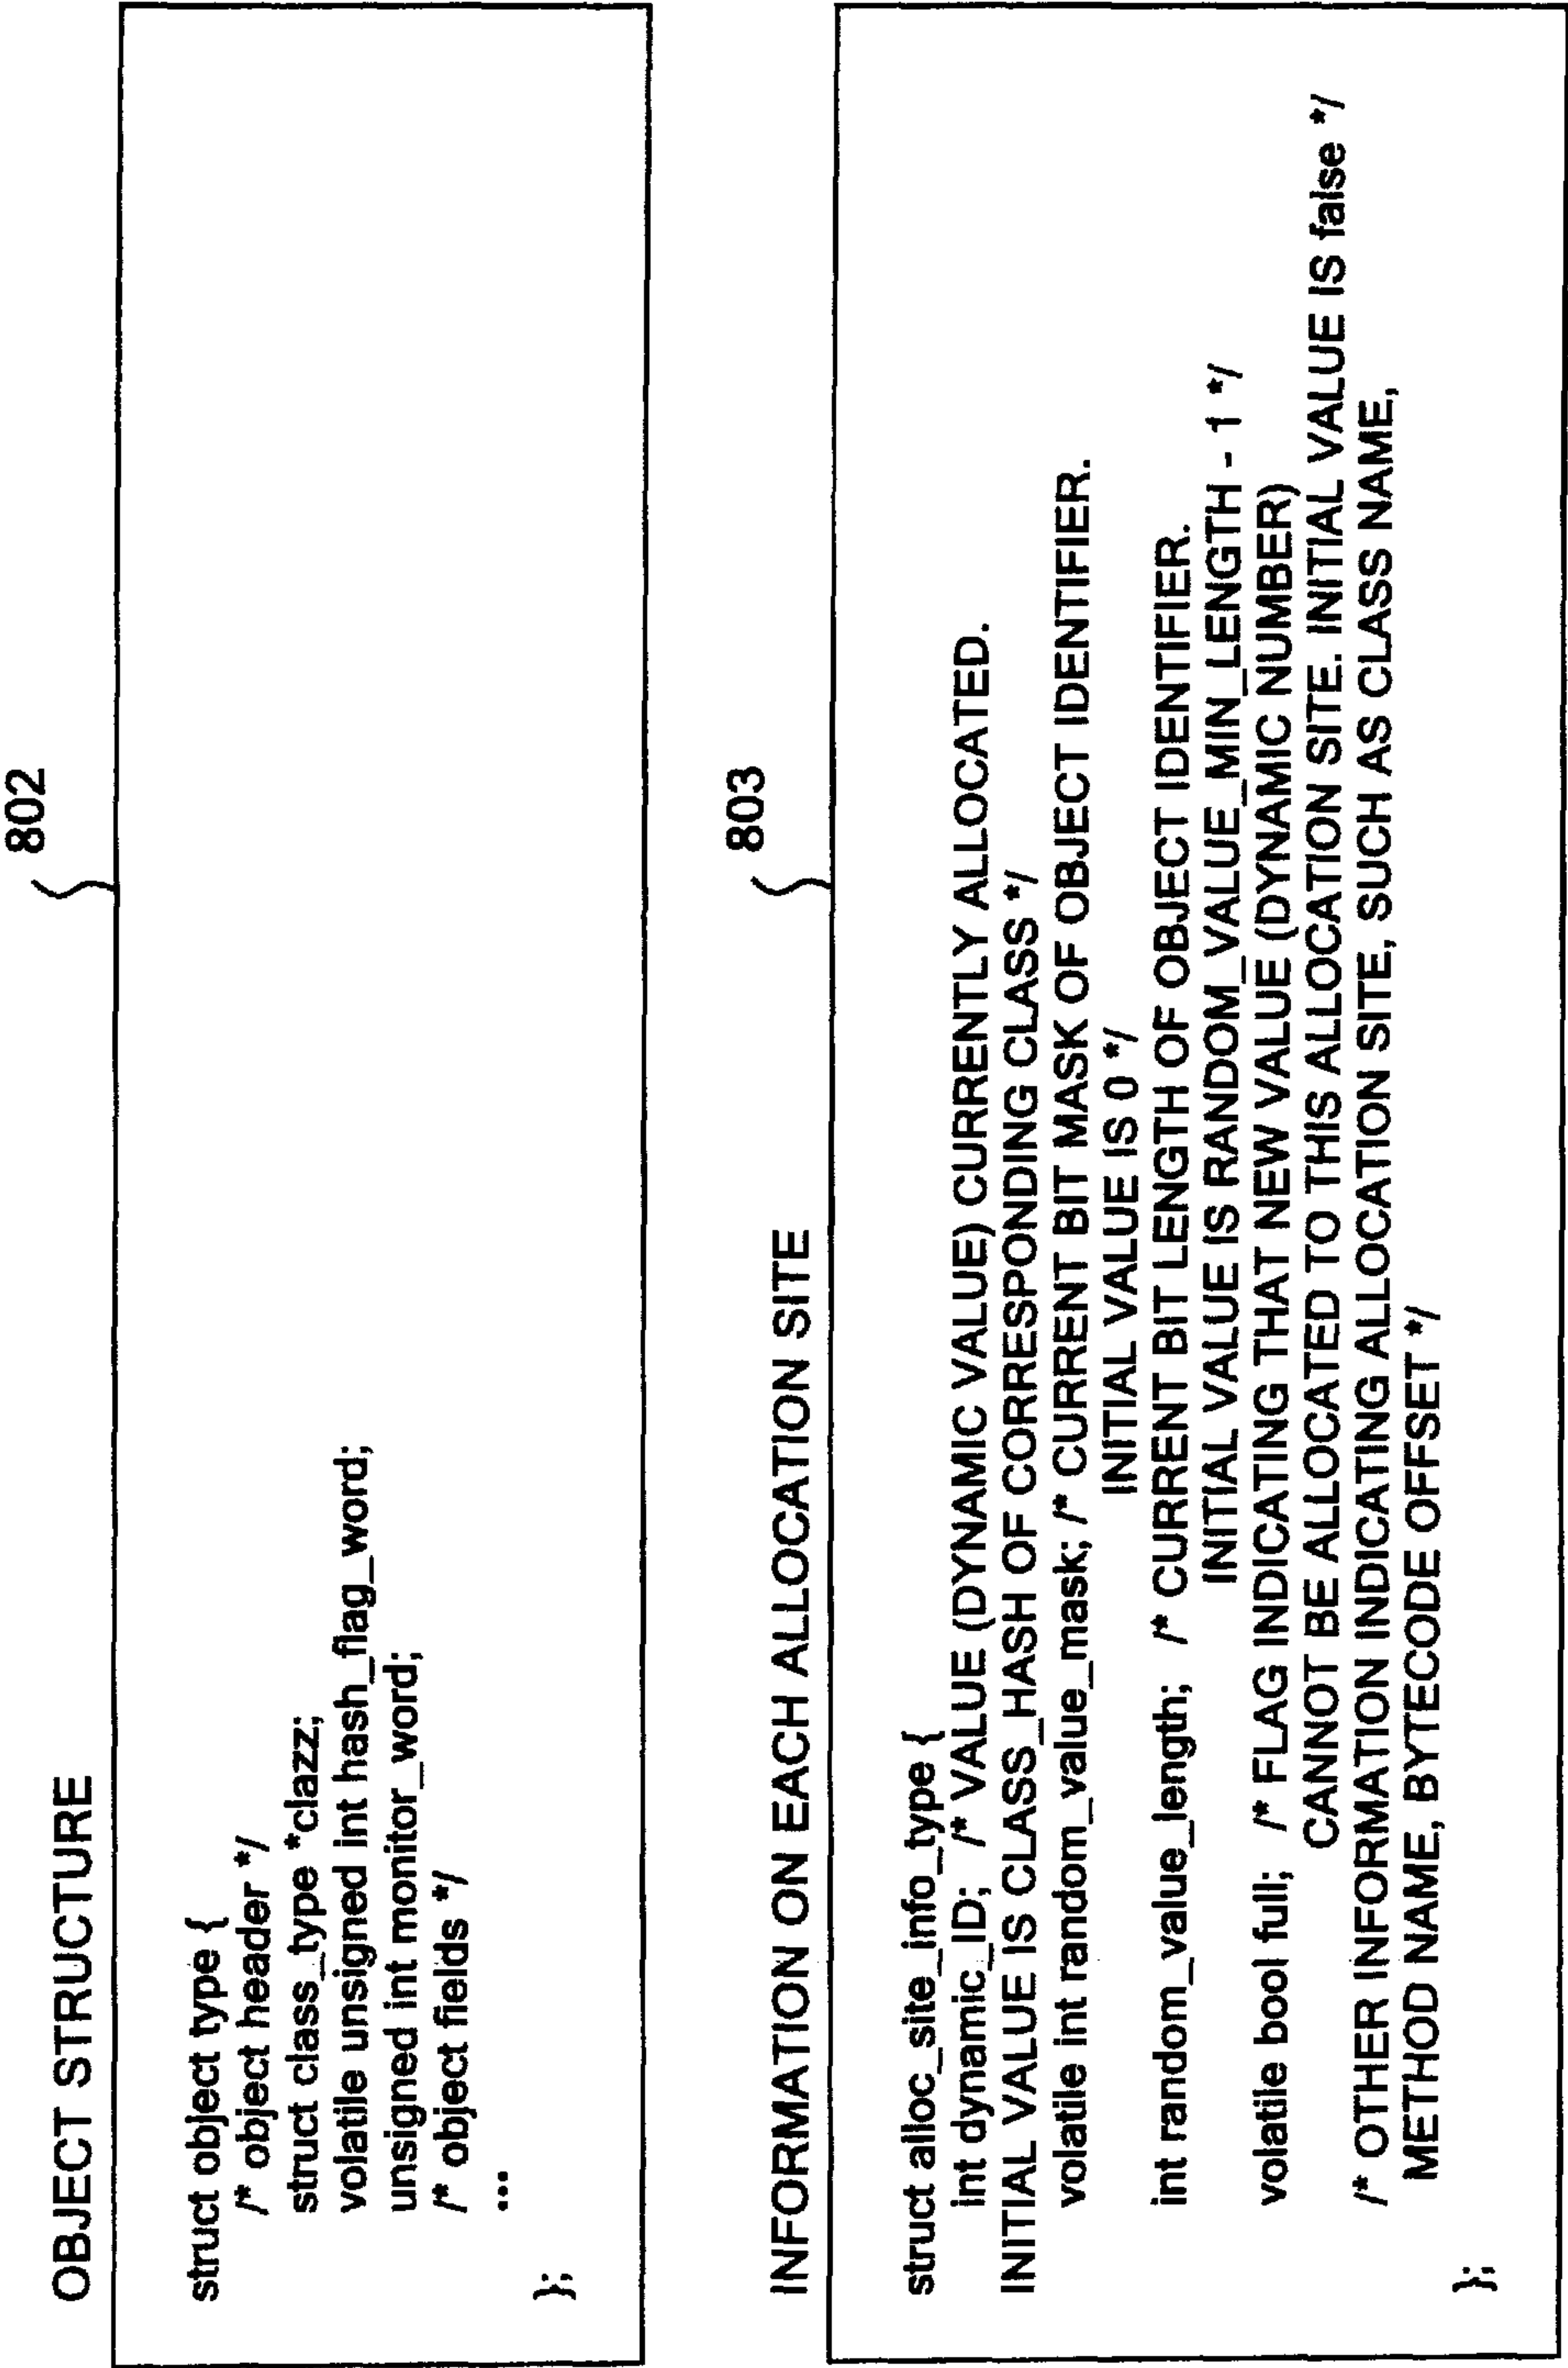 OBJECT STRUCTURE
802
struct object type {
/* object header */
struct class_type *clazz;
volatile unsigned int hash_flag_word;
unsigned int monitor_word;
/* object fields */
...
};
INFORMATION ON EACH ALLOCATION SITE
803
struct alloc_site_info_type {
int dynamic_ID; /* VALUE (DYNAMIC VALUE) CURRENTLY ALLOCATED.
INITIAL VALUE IS CLASS_HASH OF CORRESPONDING CLASS */
volatile int random_value_mask; /* CURRENT BIT MASK OF OBJECT IDENTIFIER.
INITIAL VALUE IS 0 */
int random_value_length; /* CURRENT BIT LENGTH OF OBJECT IDENTIFIER.
INITIAL VALUE IS RANDOM_VALUE_MIN_LENGTH - 1 */
volatile bool full; /* FLAG INDICATING THAT NEW VALUE (DYNAMIC NUMBER)
CANNOT BE ALLOCATED TO THIS ALLOCATION SITE. INITIAL VALUE IS false */
/* OTHER INFORMATION INDICATING ALLOCATION SITE, SUCH AS CLASS NAME,
METHOD NAME, BYTECODE OFFSET */
};